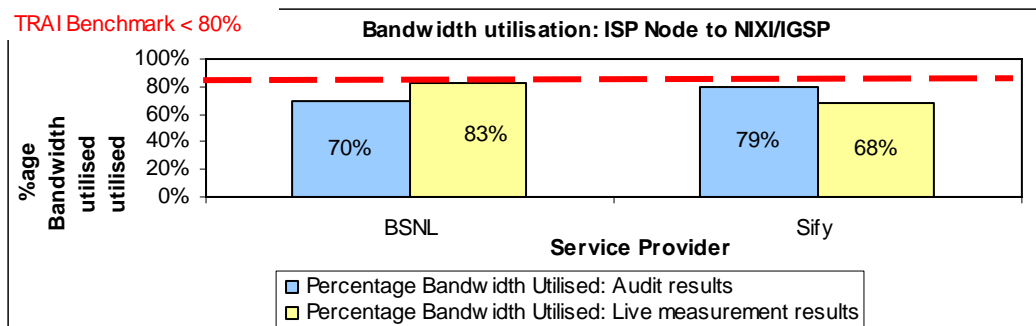 TRAI Benchmark < 80%
Bandwidth utilisation: ISP Node to NIXI/IGSP
100%
80%
60%
40%
20%
0%
%age
Bandwidth
utilised
utilised
70%
83%
79%
68%
BSNL
Sify
Service Provider
Percentage Bandwidth Utilised: Audit results
Percentage Bandwidth Utilised: Live measurement results